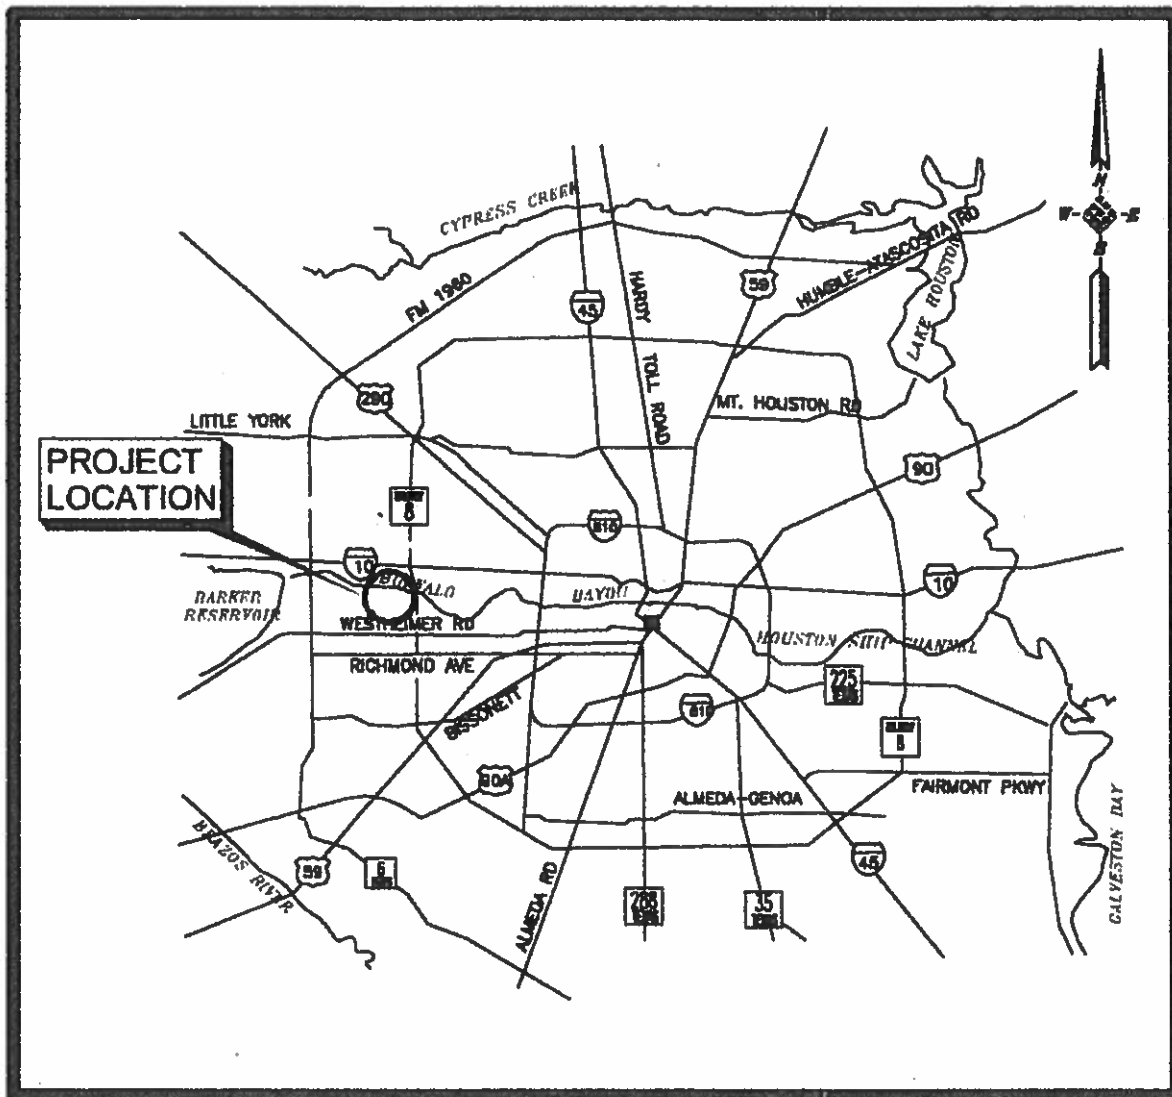 N
W
E
S
CYPRESS CREEK
HUMBLE-ATASCOSITA RD
FM 1960
45
HARDY
59
LAKE HOUSTON
TOLL ROAD
290
MT. HOUSTON RD
LITTLE YORK
PROJECT
LOCATION
90
8
610
10
BUFFALO
10
BARKER
RESERVOIR
BAYOU
WESTHEIMER RD
HOUSTON SHIP CHANNEL
RICHMOND AVE
225
BISSONETT
610
8
90A
FAIRMONT PKWY
ALMEDA-GENOA
BRAZOS RIVER
59
6
45
GALVESTON BAY
ALMEDA RD
288
35